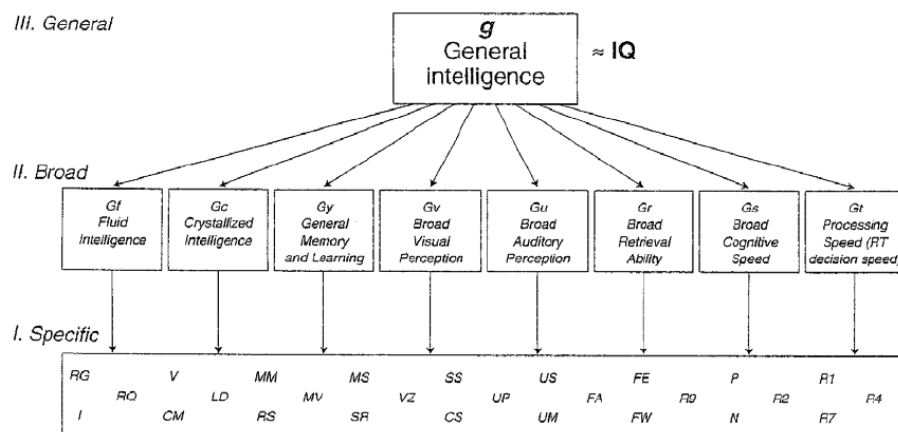 III. General
g
General
intelligence
≈ IQ
II. Broad
Gf
Fluid
Intelligence
Gc
Crystallized
Intelligence
Gy
General
Memory
and Learning
Gv
Broad
Visual
Perception
Gu
Broad
Auditory
Perception
Gr
Broad
Retrieval
Ability
Gs
Broad
Cognitive
Speed
Gt
Processing
Speed (RT
decision speed)
I. Specific
RG V MM MS SS US FE P R1
RQ LD MV VZ UP FA R9 R2 R4
I CM RS SR CS UM FW N R7